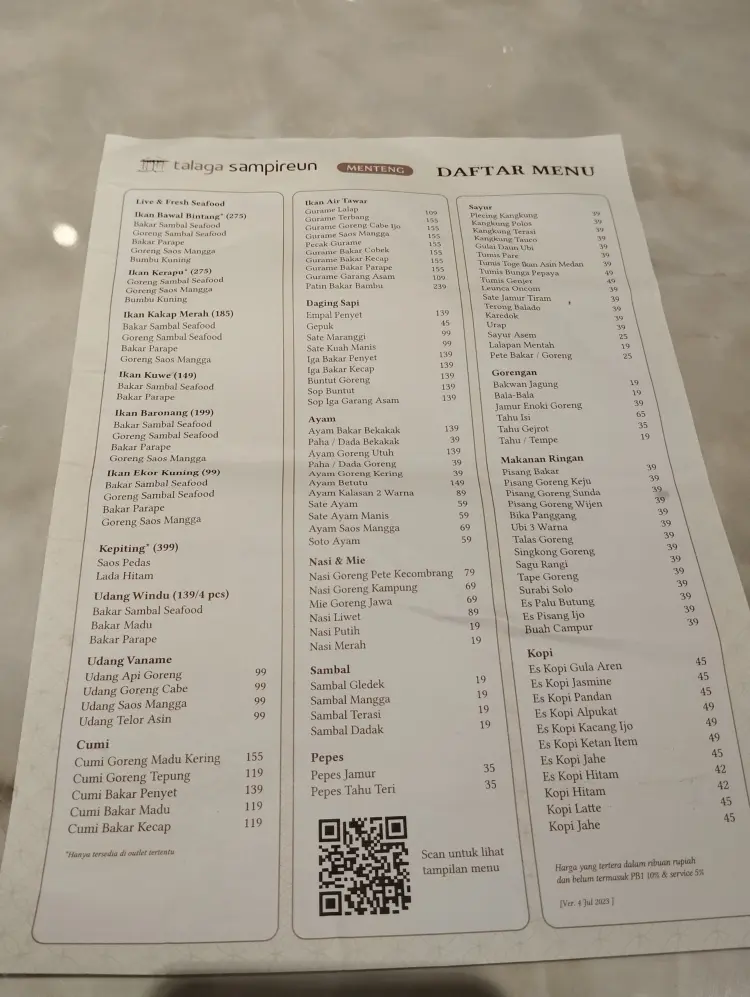 talaga sampireun MENTENG DAFTAR MENU
Live & Fresh Seafood
Ikan Bawal Bintang* (275)
Bakar Sambal Seafood
Goreng Sambal Seafood
Bakar Parape
Goreng Saos Mangga
Bumbu Kuning
Ikan Kerapu* (275)
Goreng Sambal Seafood
Goreng Saos Mangga
Bumbu Kuning
Ikan Kakap Merah (185)
Bakar Sambal Seafood
Goreng Sambal Seafood
Bakar Parape
Goreng Saos Mangga
Ikan Kuwe (149)
Bakar Sambal Seafood
Bakar Parape
Ikan Baronang (199)
Bakar Sambal Seafood
Goreng Sambal Seafood
Bakar Parape
Goreng Saos Mangga
Ikan Ekor Kuning (99)
Bakar Sambal Seafood
Goreng Sambal Seafood
Bakar Parape
Goreng Saos Mangga
Kepiting* (399)
Saos Pedas
Lada Hitam
Udang Windu (139/4 pcs)
Bakar Sambal Seafood
Bakar Madu
Bakar Parape
Udang Vaname
Udang Api Goreng 99
Udang Goreng Cabe 99
Udang Saos Mangga 99
Udang Telor Asin 99
Cumi
Cumi Goreng Madu Kering 155
Cumi Goreng Tepung 119
Cumi Bakar Penyet 139
Cumi Bakar Madu 119
Cumi Bakar Kecap 119
*Hanya tersedia di outlet tertentu
Ikan Air Tawar
Gurame Lalap 109
Gurame Terbang 155
Gurame Goreng Cabe Ijo 155
Gurame Saos Mangga 155
Pecak Gurame 155
Gurame Bakar Cobek 155
Gurame Bakar Kecap 155
Gurame Bakar Parape 155
Gurame Garang Asam 109
Patin Bakar Bambu 239
Daging Sapi
Empal Penyet 139
Gepuk 45
Sate Maranggi 99
Sate Kuah Manis 99
Iga Bakar Penyet 139
Iga Bakar Kecap 139
Buntut Goreng 139
Sop Buntut 139
Sop Iga Garang Asam 139
Ayam
Ayam Bakar Bekakak 139
Paha / Dada Bekakak 39
Ayam Goreng Utuh 139
Paha / Dada Goreng 39
Ayam Goreng Kering 39
Ayam Betutu 149
Ayam Kalasan 2 Warna 89
Sate Ayam 59
Sate Ayam Manis 59
Ayam Saos Mangga 69
Soto Ayam 59
Nasi & Mie
Nasi Goreng Pete Kecombrang 79
Nasi Goreng Kampung 69
Mie Goreng Jawa 69
Nasi Liwet 89
Nasi Putih 19
Nasi Merah 19
Sambal
Sambal Gledek 19
Sambal Mangga 19
Sambal Terasi 19
Sambal Dadak 19
Pepes
Pepes Jamur 35
Pepes Tahu Teri 35
Scan untuk lihat
tampilan menu
Sayur
Plecing Kangkung 39
Kangkung Polos 39
Kangkung Terasi 39
Kangkung Tauco 39
Gulai Daun Ubi 39
Tumis Pare 39
Tumis Toge Ikan Asin Medan 39
Tumis Bunga Pepaya 49
Tumis Genjer 49
Leunca Oncom 39
Sate Jamur Tiram 39
Terong Balado 39
Karedok 39
Urap 39
Sayur Asem 25
Lalapan Mentah 19
Pete Bakar / Goreng 25
Gorengan
Bakwan Jagung 19
Bala-Bala 19
Jamur Enoki Goreng 39
Tahu Isi 65
Tahu Gejrot 35
Tahu / Tempe 19
Makanan Ringan
Pisang Bakar 39
Pisang Goreng Keju 39
Pisang Goreng Sunda 39
Pisang Goreng Wijen 39
Bika Panggang 39
Ubi 3 Warna 39
Talas Goreng 39
Singkong Goreng 39
Sagu Rangi 39
Tape Goreng 39
Surabi Solo 39
Es Palu Butung 39
Es Pisang Ijo 39
Buah Campur 39
Kopi
Es Kopi Gula Aren 45
Es Kopi Jasmine 45
Es Kopi Pandan 45
Es Kopi Alpukat 49
Es Kopi Kacang Ijo 49
Es Kopi Ketan Item 49
Es Kopi Jahe 45
Es Kopi Hitam 42
Kopi Hitam 42
Kopi Latte 45
Kopi Jahe 45
Harga yang tertera dalam ribuan rupiah
dan belum termasuk PB1 10% & service 5%
[Ver. 4 Jul 2023 ]